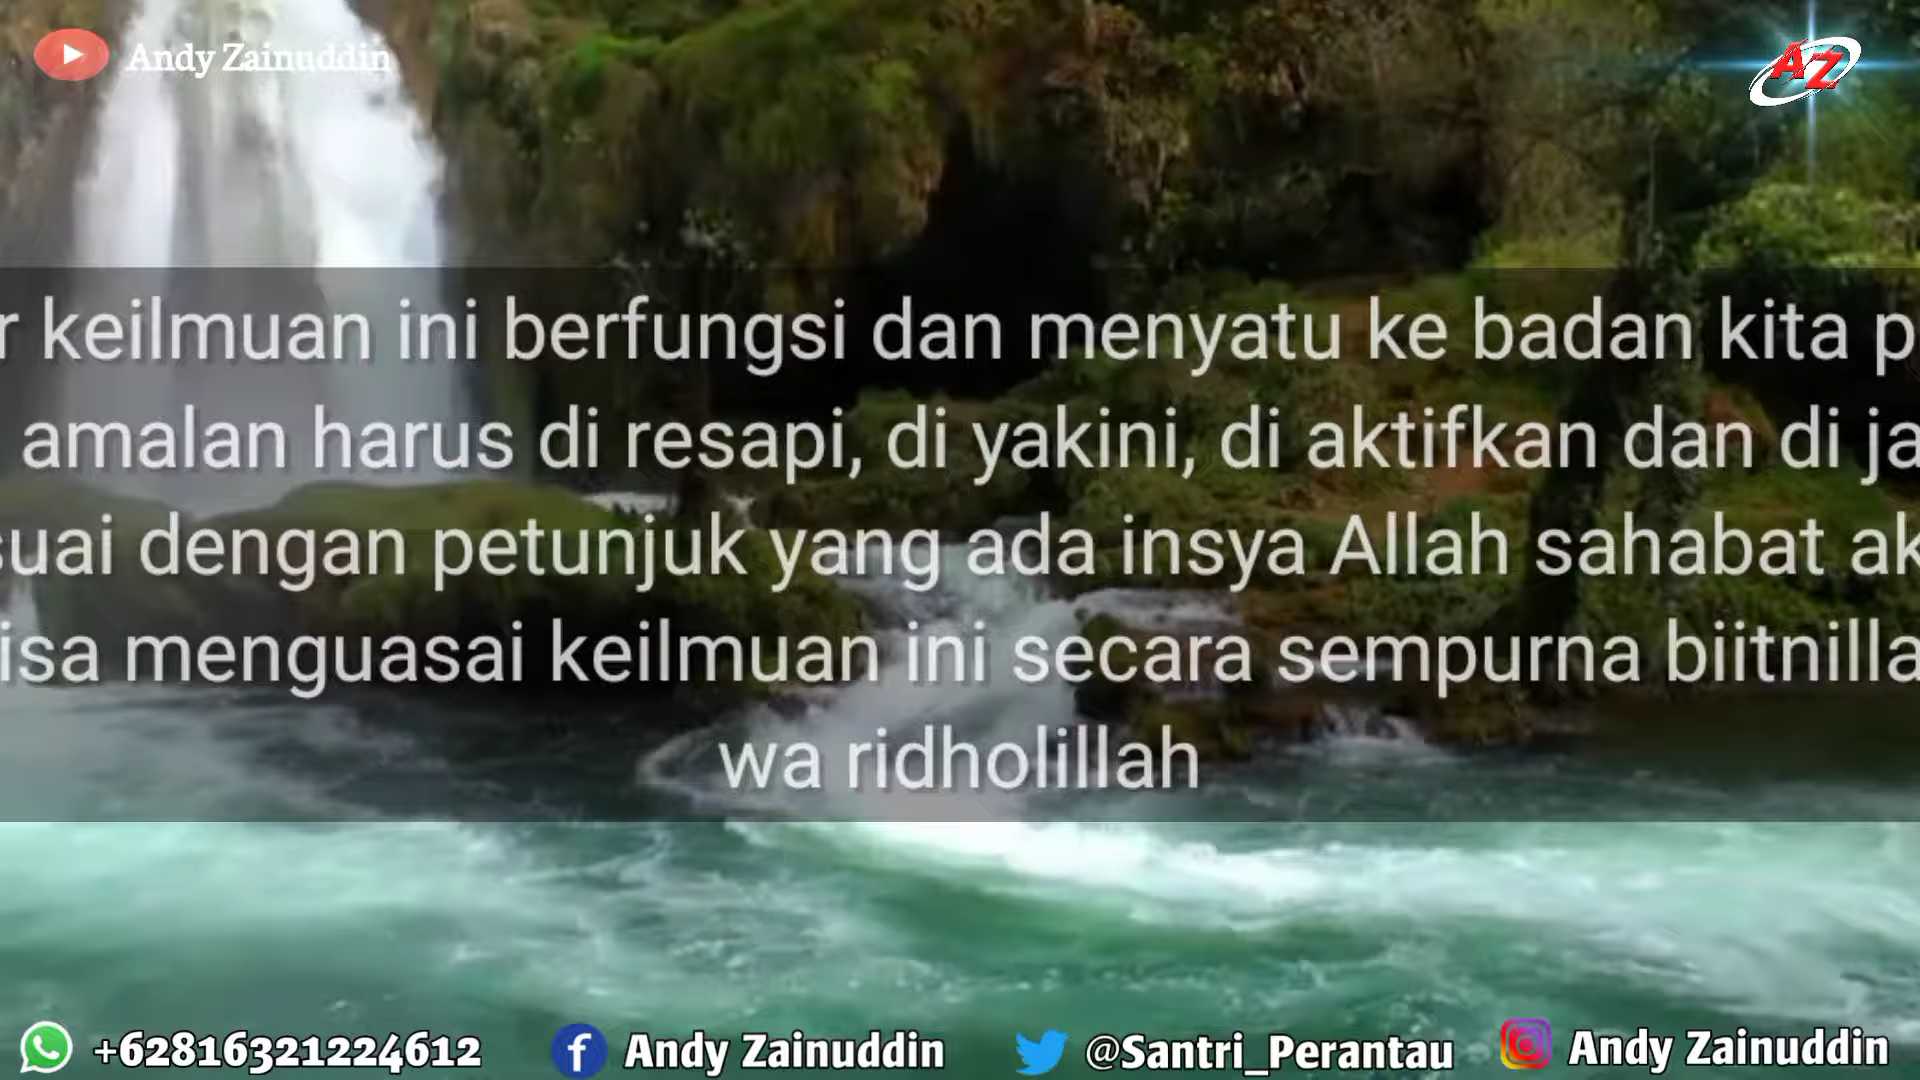 Andy Zainuddin
AZ
r keilmuan ini berfungsi dan menyatu ke badan kita p
amalan harus di resapi, di yakini, di aktifkan dan di ja
suai dengan petunjuk yang ada insya Allah sahabat ak
isa menguasai keilmuan ini secara sempurna biitnilla
wa ridholillah
+62816321224612
Andy Zainuddin
@Santri_Perantau
Andy Zainuddin